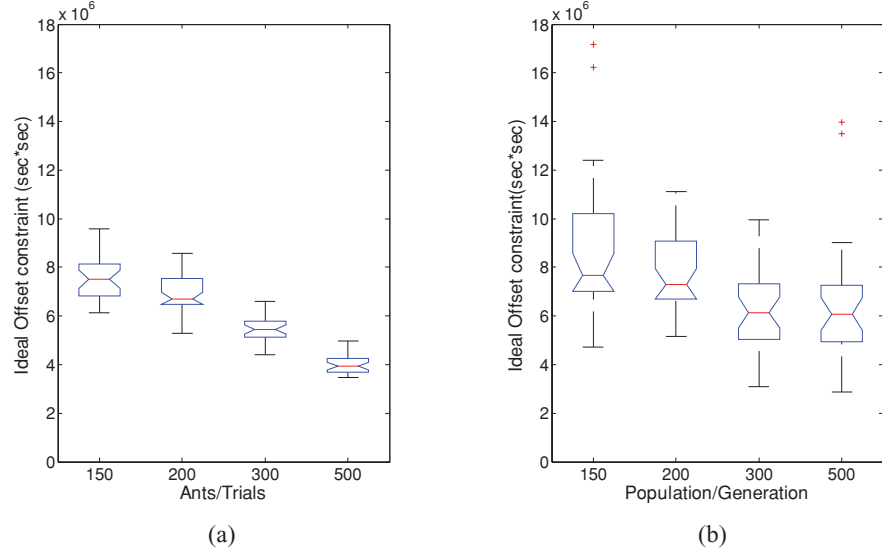 x 10^6
18
16
14
12
10
8
6
4
2
0
Ideal Offset constraint (sec*sec)
150 200 300 500
Ants/Trials
(a)
x 10^6
18
16
14
12
10
8
6
4
2
0
Ideal Offset constraint(sec*sec)
150 200 300 500
Population/Generation
(b)